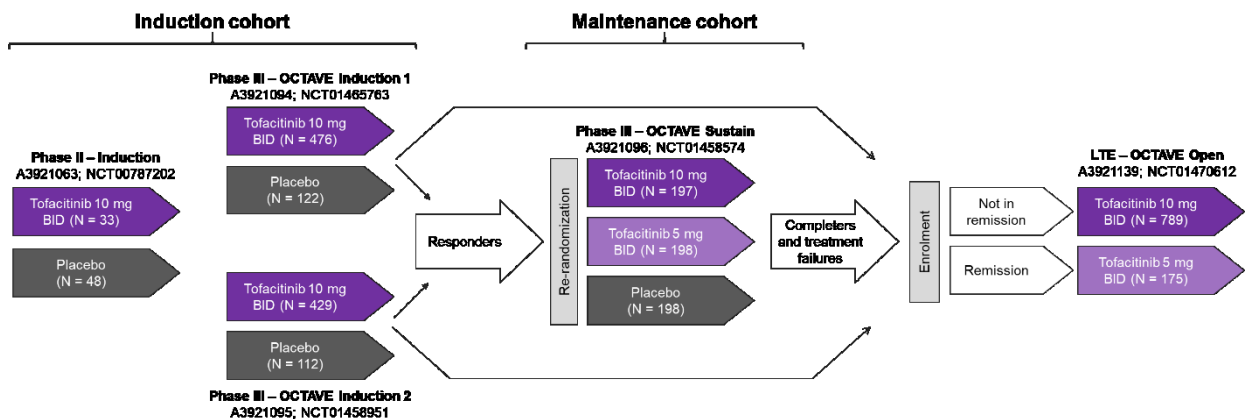 Induction cohort
Maintenance cohort
Phase III – OCTAVE Induction 1
A3921094; NCT01465763
Tofacitinib 10 mg
BID (N = 476)
Placebo
(N = 122)
Phase II – Induction
A3921063; NCT00787202
Tofacitinib 10 mg
BID (N = 33)
Placebo
(N = 48)
Tofacitinib 10 mg
BID (N = 429)
Placebo
(N = 112)
Phase III – OCTAVE Induction 2
A3921095; NCT01458951
Responders
Re-randomization
Phase III – OCTAVE Sustain
A3921096; NCT01458574
Tofacitinib 10 mg
BID (N = 197)
Tofacitinib 5 mg
BID (N = 198)
Placebo
(N = 198)
Completers
and treatment
failures
Enrolment
Not in
remission
Remission
LTE – OCTAVE Open
A3921139; NCT01470612
Tofacitinib 10 mg
BID (N = 789)
Tofacitinib 5 mg
BID (N = 175)